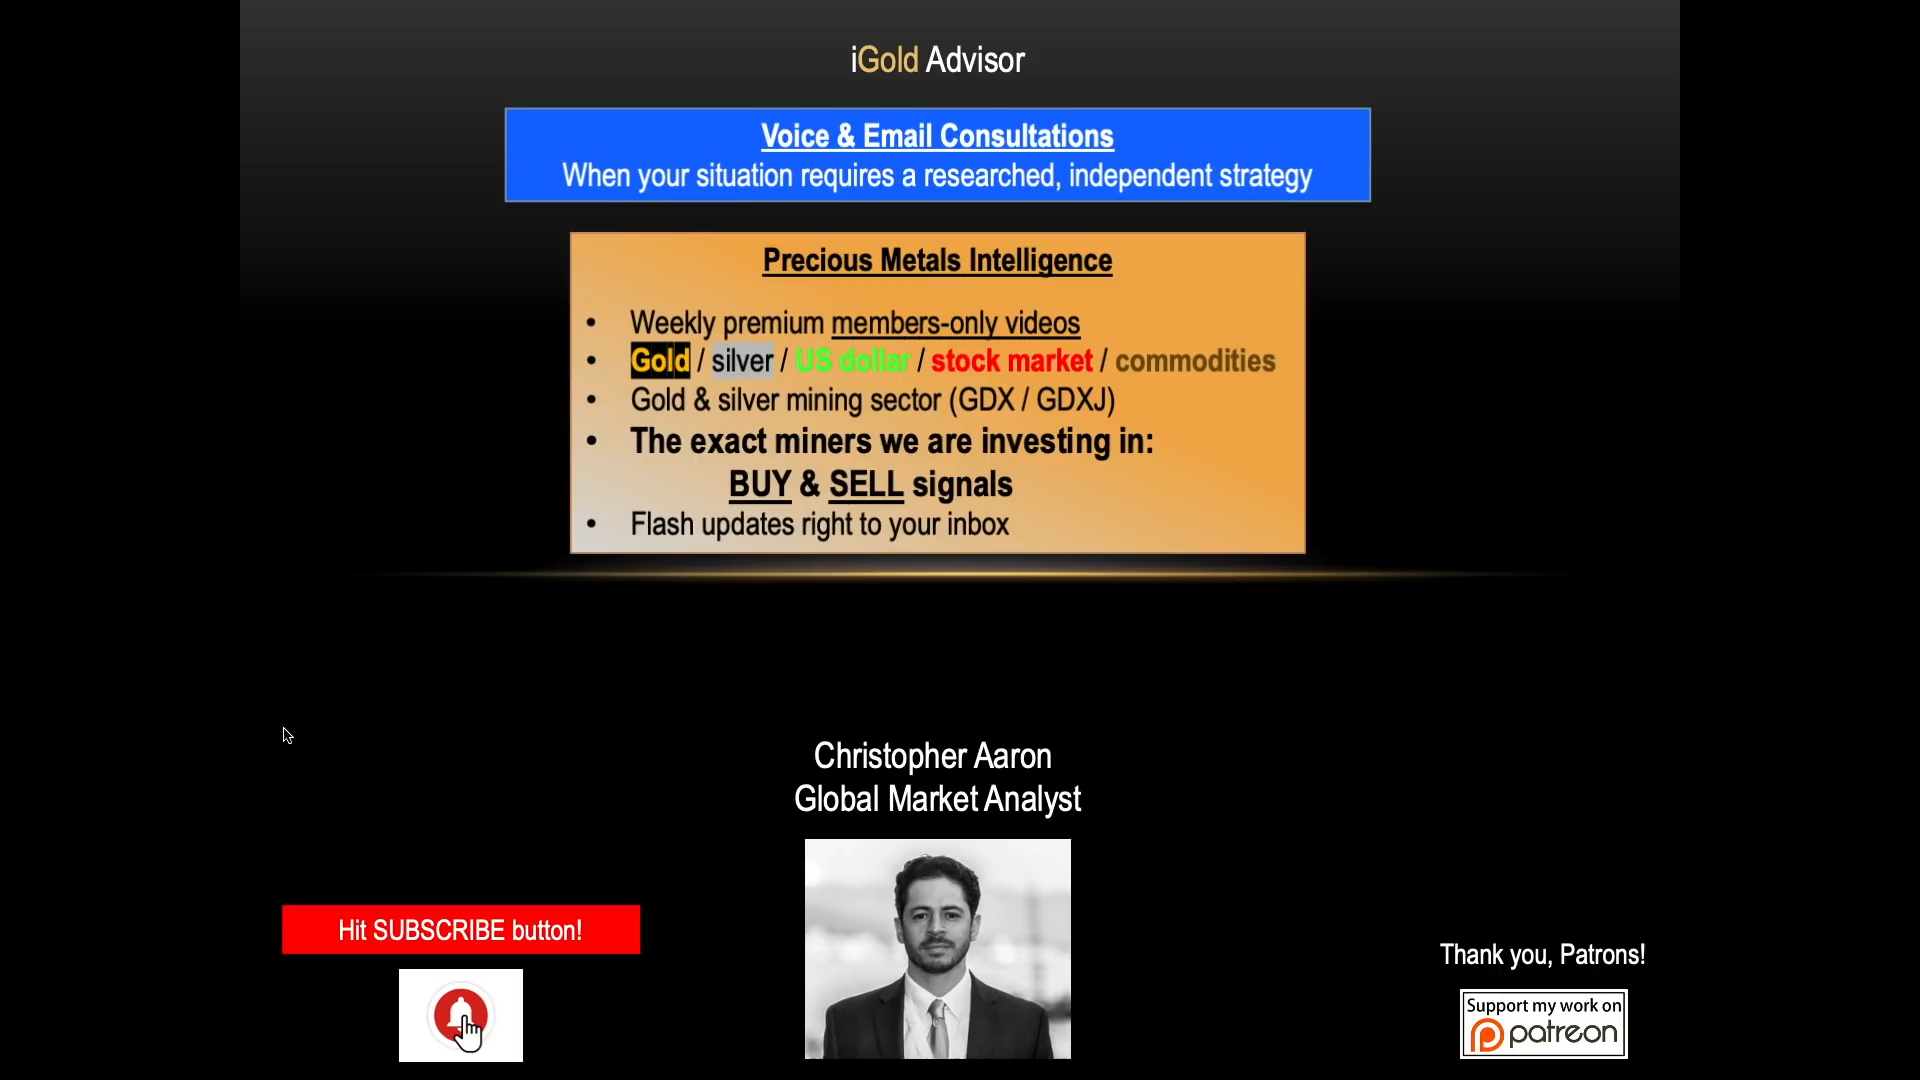 iGold Advisor
Voice & Email Consultations
When your situation requires a researched, independent strategy
Precious Metals Intelligence
• Weekly premium members-only videos
• Gold / silver / US dollar / stock market / commodities
• Gold & silver mining sector (GDX / GDXJ)
• The exact miners we are investing in:
BUY & SELL signals
• Flash updates right to your inbox
Christopher Aaron
Global Market Analyst
Hit SUBSCRIBE button!
Thank you, Patrons!
Support my work on
patreon